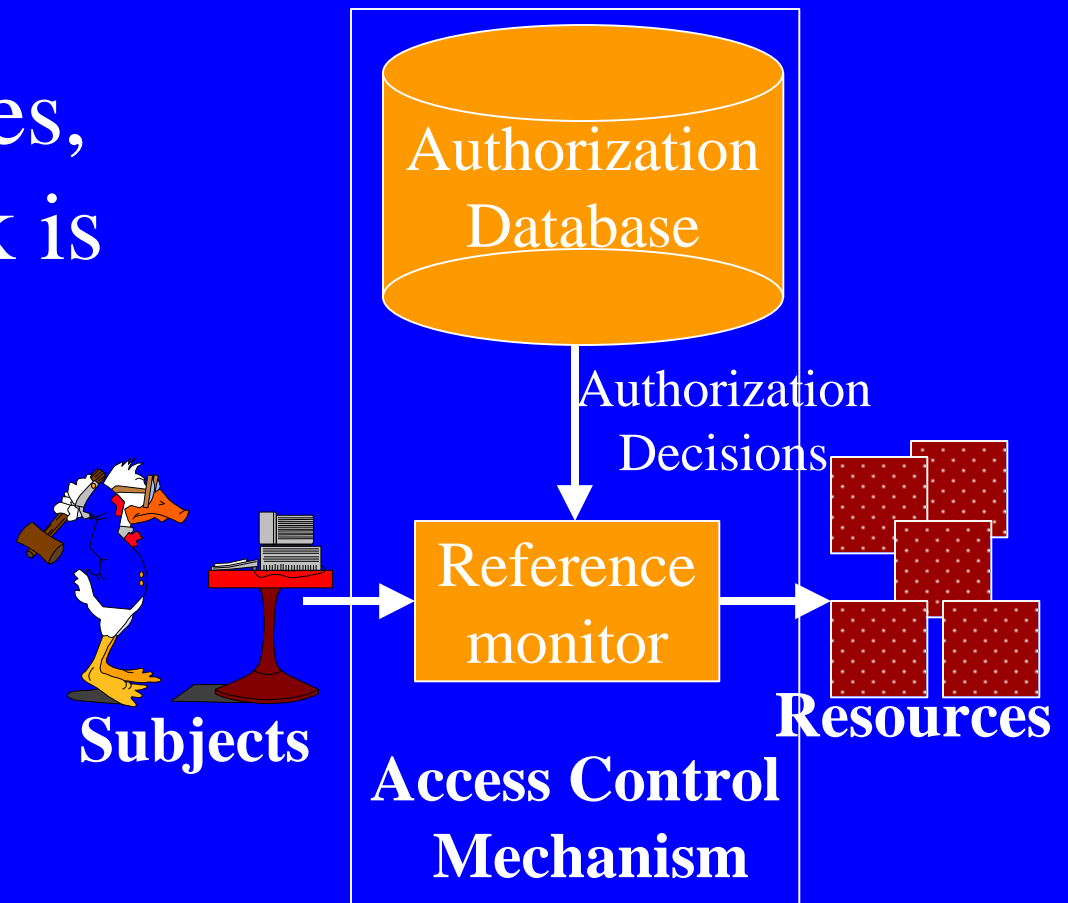 es,
k is
Authorization
Database
Authorization
Decisions
Reference
monitor
Subjects
Resources
Access Control
Mechanism